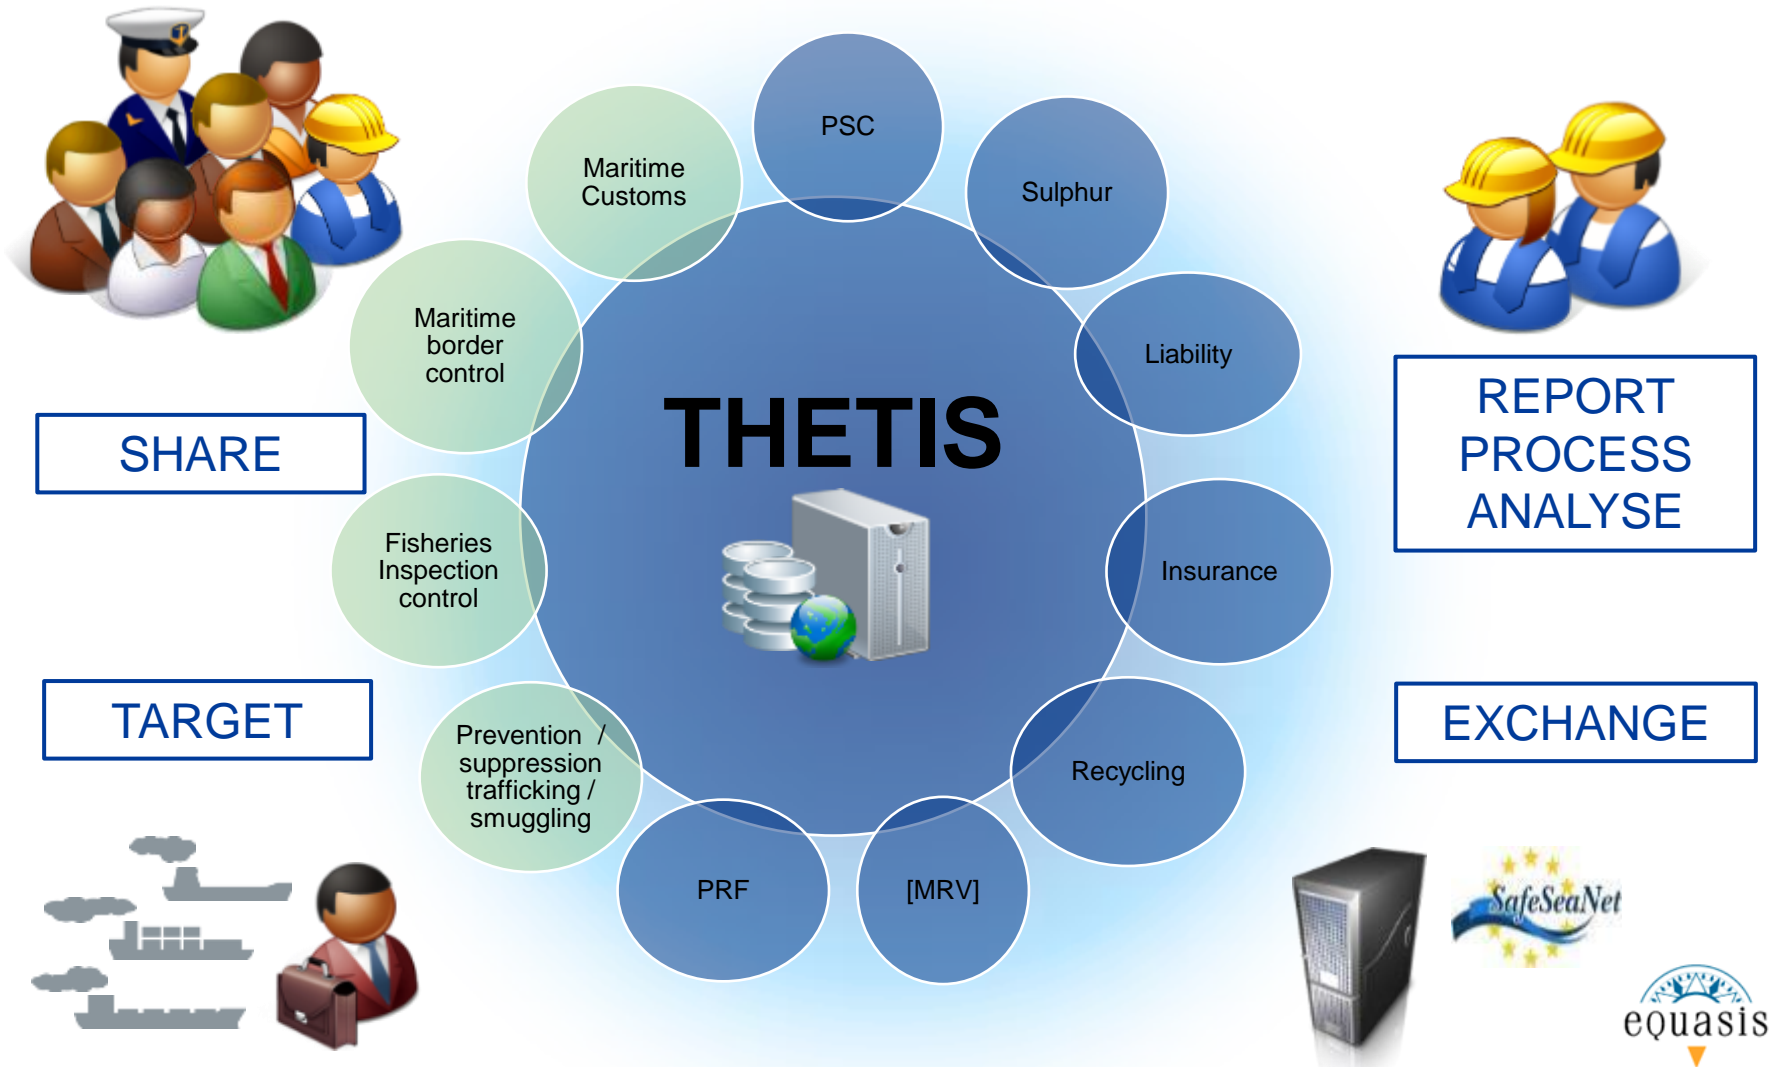 PSC
Sulphur
Liability
Insurance
Recycling
[MRV]
PRF
Prevention /
suppression
trafficking /
smuggling
Fisheries
Inspection
control
Maritime
border
control
Maritime
Customs
THETIS
SHARE
TARGET
REPORT
PROCESS
ANALYSE
EXCHANGE
SafeSeaNet
equasis